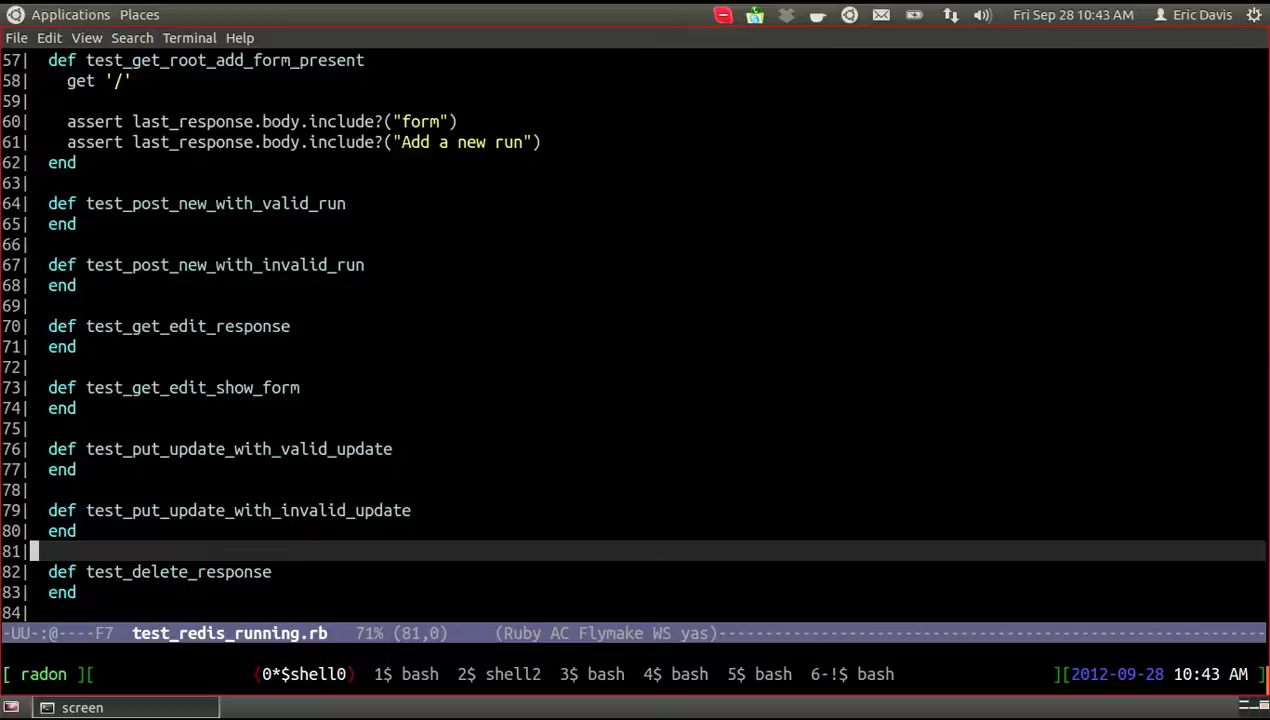 Applications Places Fri Sep 28 10:43 AM Eric Davis
File Edit View Search Terminal Help
57| def test_get_root_add_form_present
58| get '/'
59|
60| assert last_response.body.include?("form")
61| assert last_response.body.include?("Add a new run")
62| end
63|
64| def test_post_new_with_valid_run
65| end
66|
67| def test_post_new_with_invalid_run
68| end
69|
70| def test_get_edit_response
71| end
72|
73| def test_get_edit_show_form
74| end
75|
76| def test_put_update_with_valid_update
77| end
78|
79| def test_put_update_with_invalid_update
80| end
81|
82| def test_delete_response
83| end
84|
-UU-:@----F7 test_redis_running.rb 71% (81,0) (Ruby AC Flymake WS yas)--------------------------------------------------------
[ radon ][ (0*$shell0) 1$ bash 2$ shell2 3$ bash 4$ bash 5$ bash 6-!$ bash ][2012-09-28 10:43 AM ]
screen